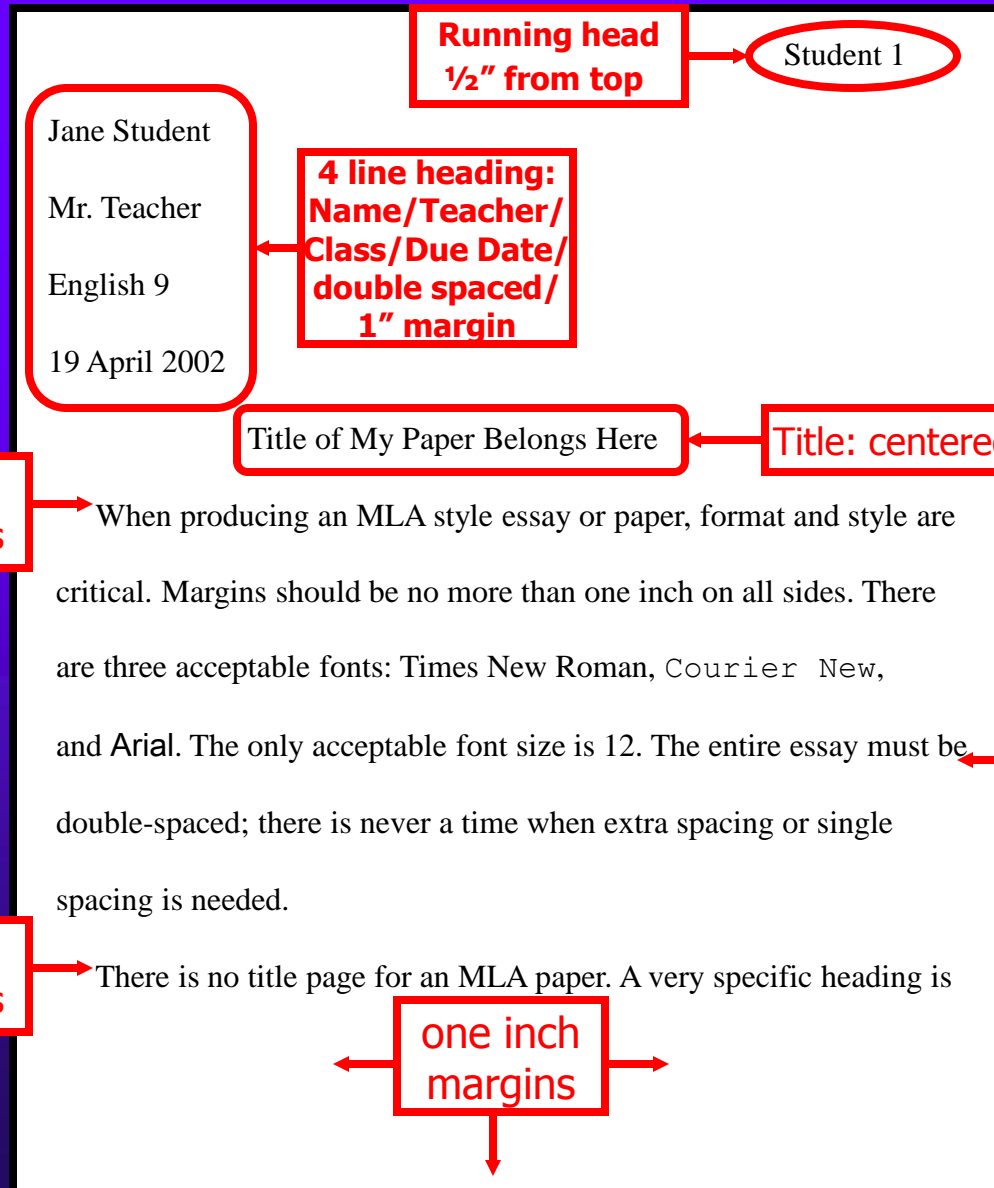 Running head
½″ from top
Student 1
Jane Student
Mr. Teacher
English 9
19 April 2002
4 line heading:
Name/Teacher/
Class/Due Date/
double spaced/
1″ margin
Title of My Paper Belongs Here
Title: centered
When producing an MLA style essay or paper, format and style are
critical. Margins should be no more than one inch on all sides. There
are three acceptable fonts: Times New Roman, Courier New,
and Arial. The only acceptable font size is 12. The entire essay must be
double-spaced; there is never a time when extra spacing or single
spacing is needed.
There is no title page for an MLA paper. A very specific heading is
one inch
margins